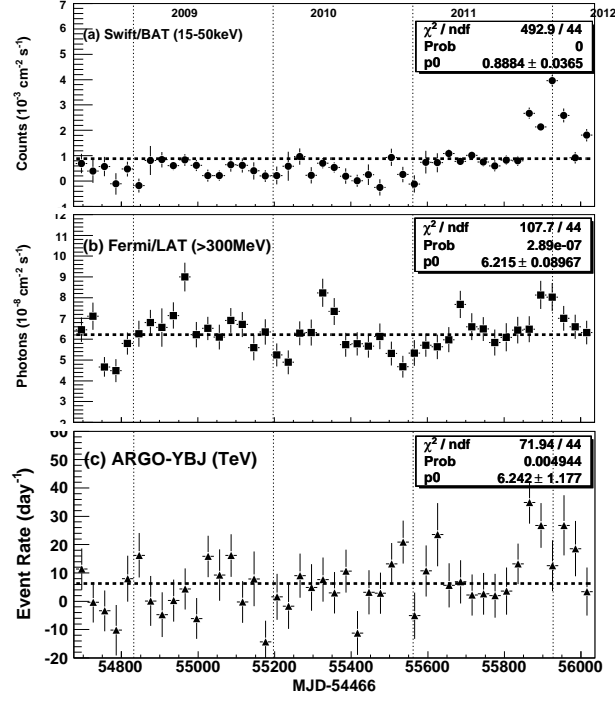 2009 2010 2011 2012
7
(a) Swift/BAT (15-50keV)
χ² / ndf 492.9 / 44
Prob 0
p0 0.8884 ± 0.0365
6
5
4
3
2
1
0
Counts (10⁻³ cm⁻² s⁻¹)
12
(b) Fermi/LAT (>300MeV)
χ² / ndf 107.7 / 44
Prob 2.89e-07
p0 6.215 ± 0.08967
11
10
9
8
7
6
5
4
3
Photons (10⁻⁸ cm⁻² s⁻¹)
60
(c) ARGO-YBJ (TeV)
χ² / ndf 71.94 / 44
Prob 0.004944
p0 6.242 ± 1.177
50
40
30
20
10
0
-10
-20
Event Rate (day⁻¹)
54800 55000 55200 55400 55600 55800 56000
MJD-54466